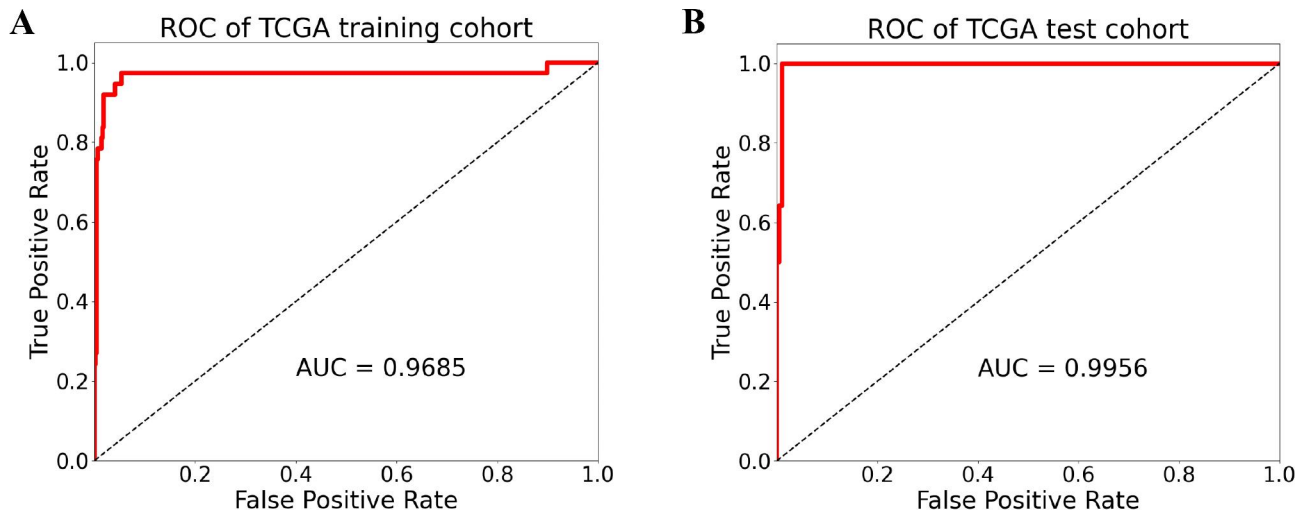 A
ROC of TCGA training cohort
True Positive Rate
1.0
0.8
0.6
0.4
0.2
0.0
AUC = 0.9685
0.2
0.4
0.6
0.8
1.0
False Positive Rate
B
ROC of TCGA test cohort
True Positive Rate
1.0
0.8
0.6
0.4
0.2
0.0
AUC = 0.9956
0.2
0.4
0.6
0.8
1.0
False Positive Rate